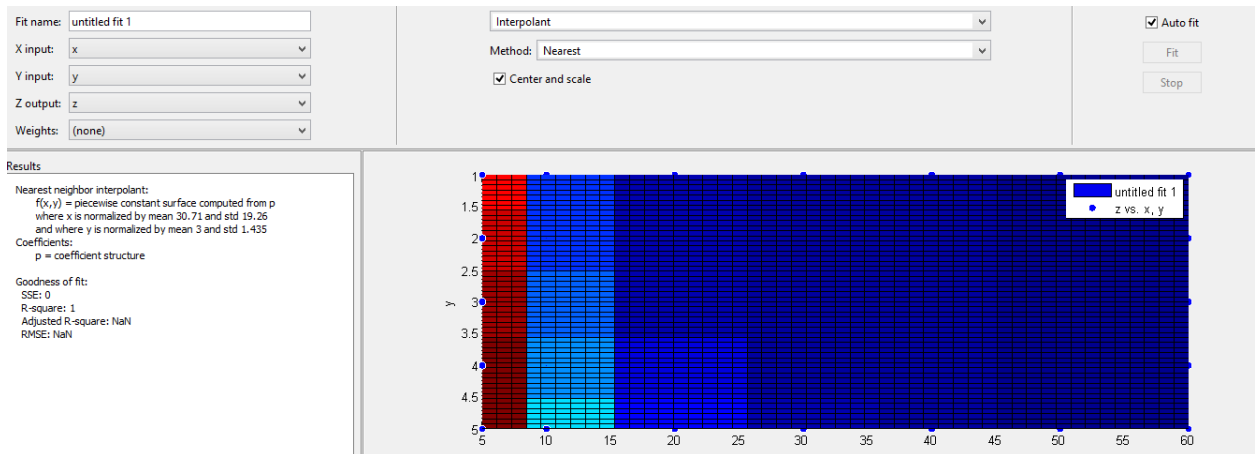 Fit name: untitled fit 1
X input: x
Y input: y
Z output: z
Weights: (none)
Interpolant
Method: Nearest
Center and scale
Auto fit
Fit
Stop
Results
Nearest neighbor interpolant:
f(x,y) = piecewise constant surface computed from p
where x is normalized by mean 30.71 and std 19.26
and where y is normalized by mean 3 and std 1.435
Coefficients:
p = coefficient structure
Goodness of fit:
SSE: 0
R-square: 1
Adjusted R-square: NaN
RMSE: NaN
untitled fit 1
z vs. x, y
y
1
1.5
2
2.5
3
3.5
4
4.5
5
5 10 15 20 25 30 35 40 45 50 55 60